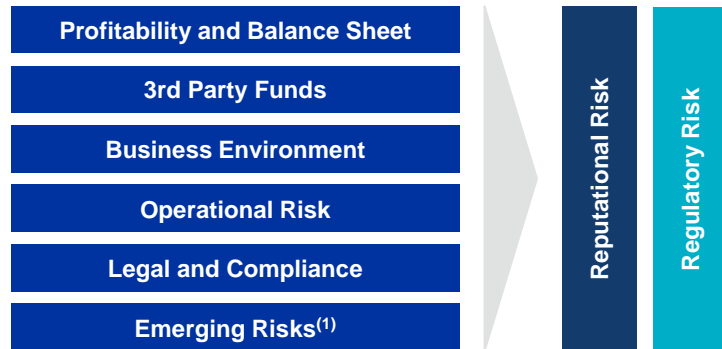 Profitability and Balance Sheet
3rd Party Funds
Business Environment
Operational Risk
Legal and Compliance
Emerging Risks(1)
Reputational Risk
Regulatory Risk